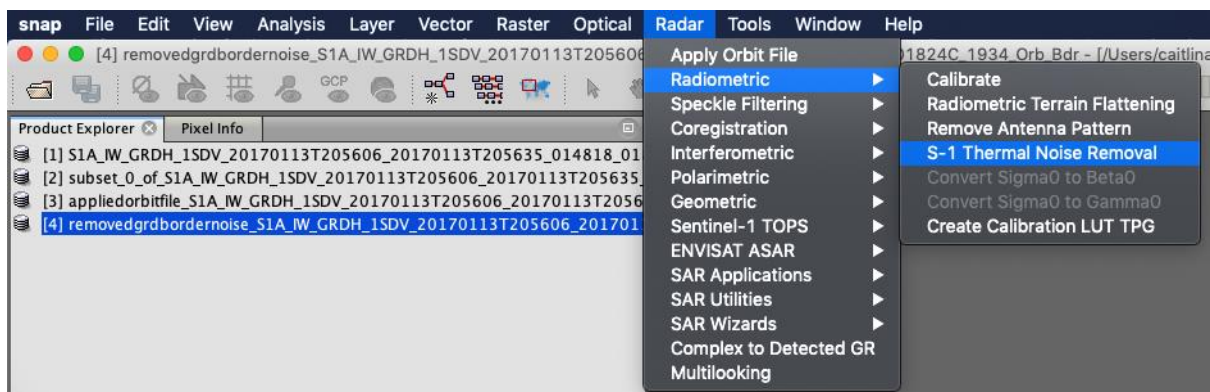 snap File Edit View Analysis Layer Vector Raster Optical Radar Tools Window Help
[4] removedgrdbordernoise_S1A_IW_GRDH_1SDV_20170113T205606 01824C_1934_Orb_Bdr - [/Users/caitlina
GCP
Product Explorer Pixel Info
[1] S1A_IW_GRDH_1SDV_20170113T205606_20170113T205635_014818_01
[2] subset_0_of_S1A_IW_GRDH_1SDV_20170113T205606_20170113T205635_
[3] appliedorbitfile_S1A_IW_GRDH_1SDV_20170113T205606_20170113T2056
[4] removedgrdbordernoise_S1A_IW_GRDH_1SDV_20170113T205606_201701
Apply Orbit File
Radiometric
Speckle Filtering
Coregistration
Interferometric
Polarimetric
Geometric
Sentinel-1 TOPS
ENVISAT ASAR
SAR Applications
SAR Utilities
SAR Wizards
Complex to Detected GR
Multilooking
Calibrate
Radiometric Terrain Flattening
Remove Antenna Pattern
S-1 Thermal Noise Removal
Convert Sigma0 to Beta0
Convert Sigma0 to Gamma0
Create Calibration LUT TPG